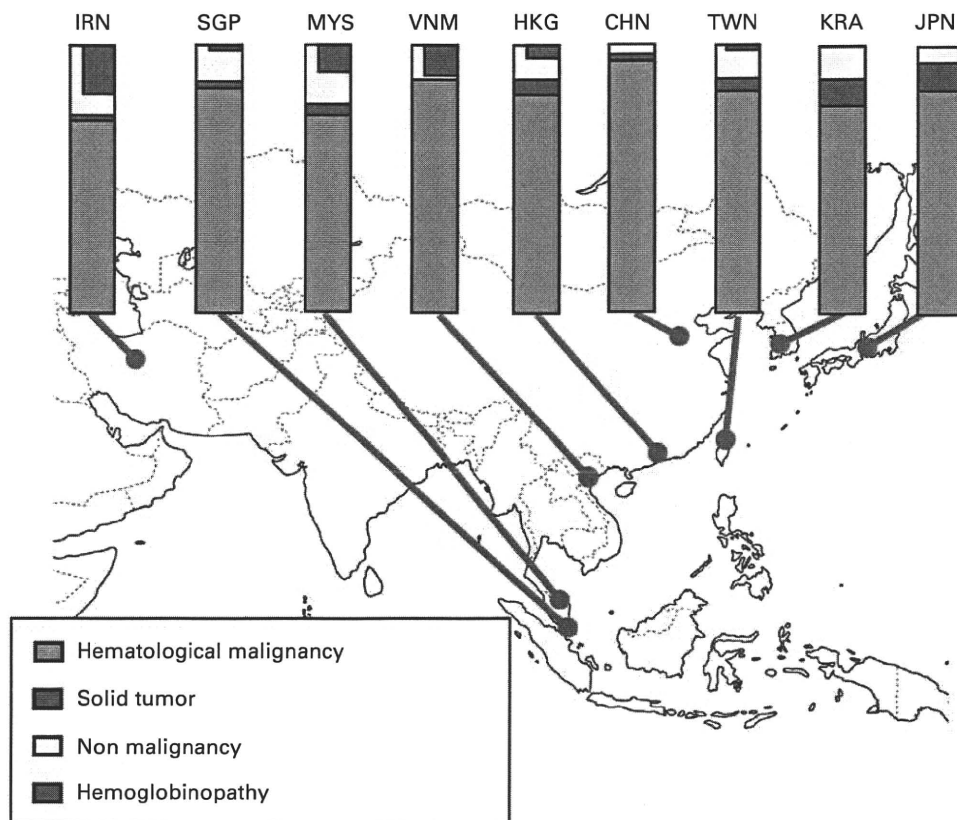 IRN SGP MYS VNM HKG CHN TWN KRA JPN
Hematological malignancy
Solid tumor
Non malignancy
Hemoglobinopathy